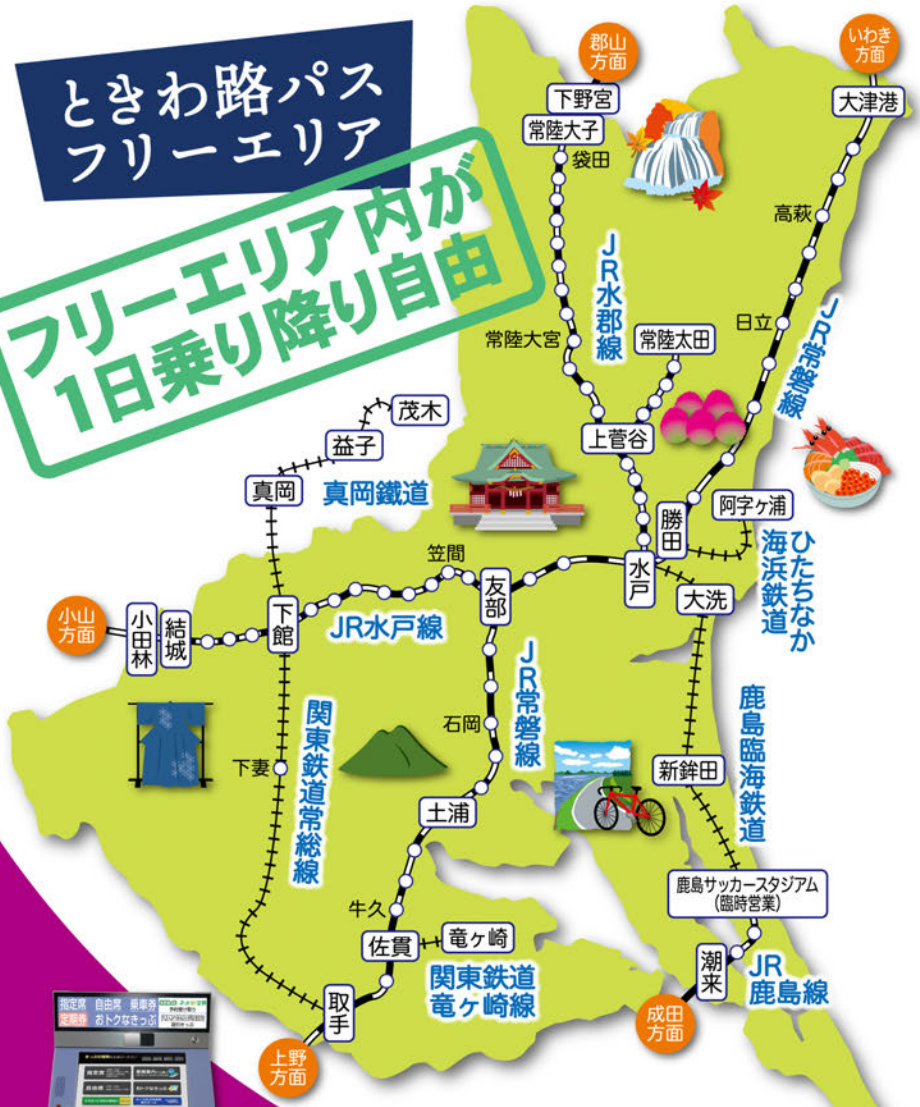 ときわ路パス
フリーエリア
フリーエリア内が
1日乗り降り自由
郡山
方面
いわき
方面
下野宮
常陸大子
袋田
大津港
高萩
JR水郡線
日立
JR常磐線
常陸大宮
常陸太田
上菅谷
茂木
益子
真岡
真岡鐵道
阿字ヶ浦
勝田
ひたちなか
海浜鉄道
水戸
大洗
笠間
友部
小山
方面
小田林
結城
下館
JR水戸線
JR常磐線
石岡
関東鉄道常総線
下妻
鹿島臨海鉄道
新鉾田
土浦
鹿島サッカースタジアム
(臨時営業)
牛久
佐貫
竜ヶ崎
関東鉄道
竜ヶ崎線
潮来
JR
鹿島線
取手
成田
方面
上野
方面
指定席 自由席 乗車券
定期券 おトクなきっぷ
指定席
自由席